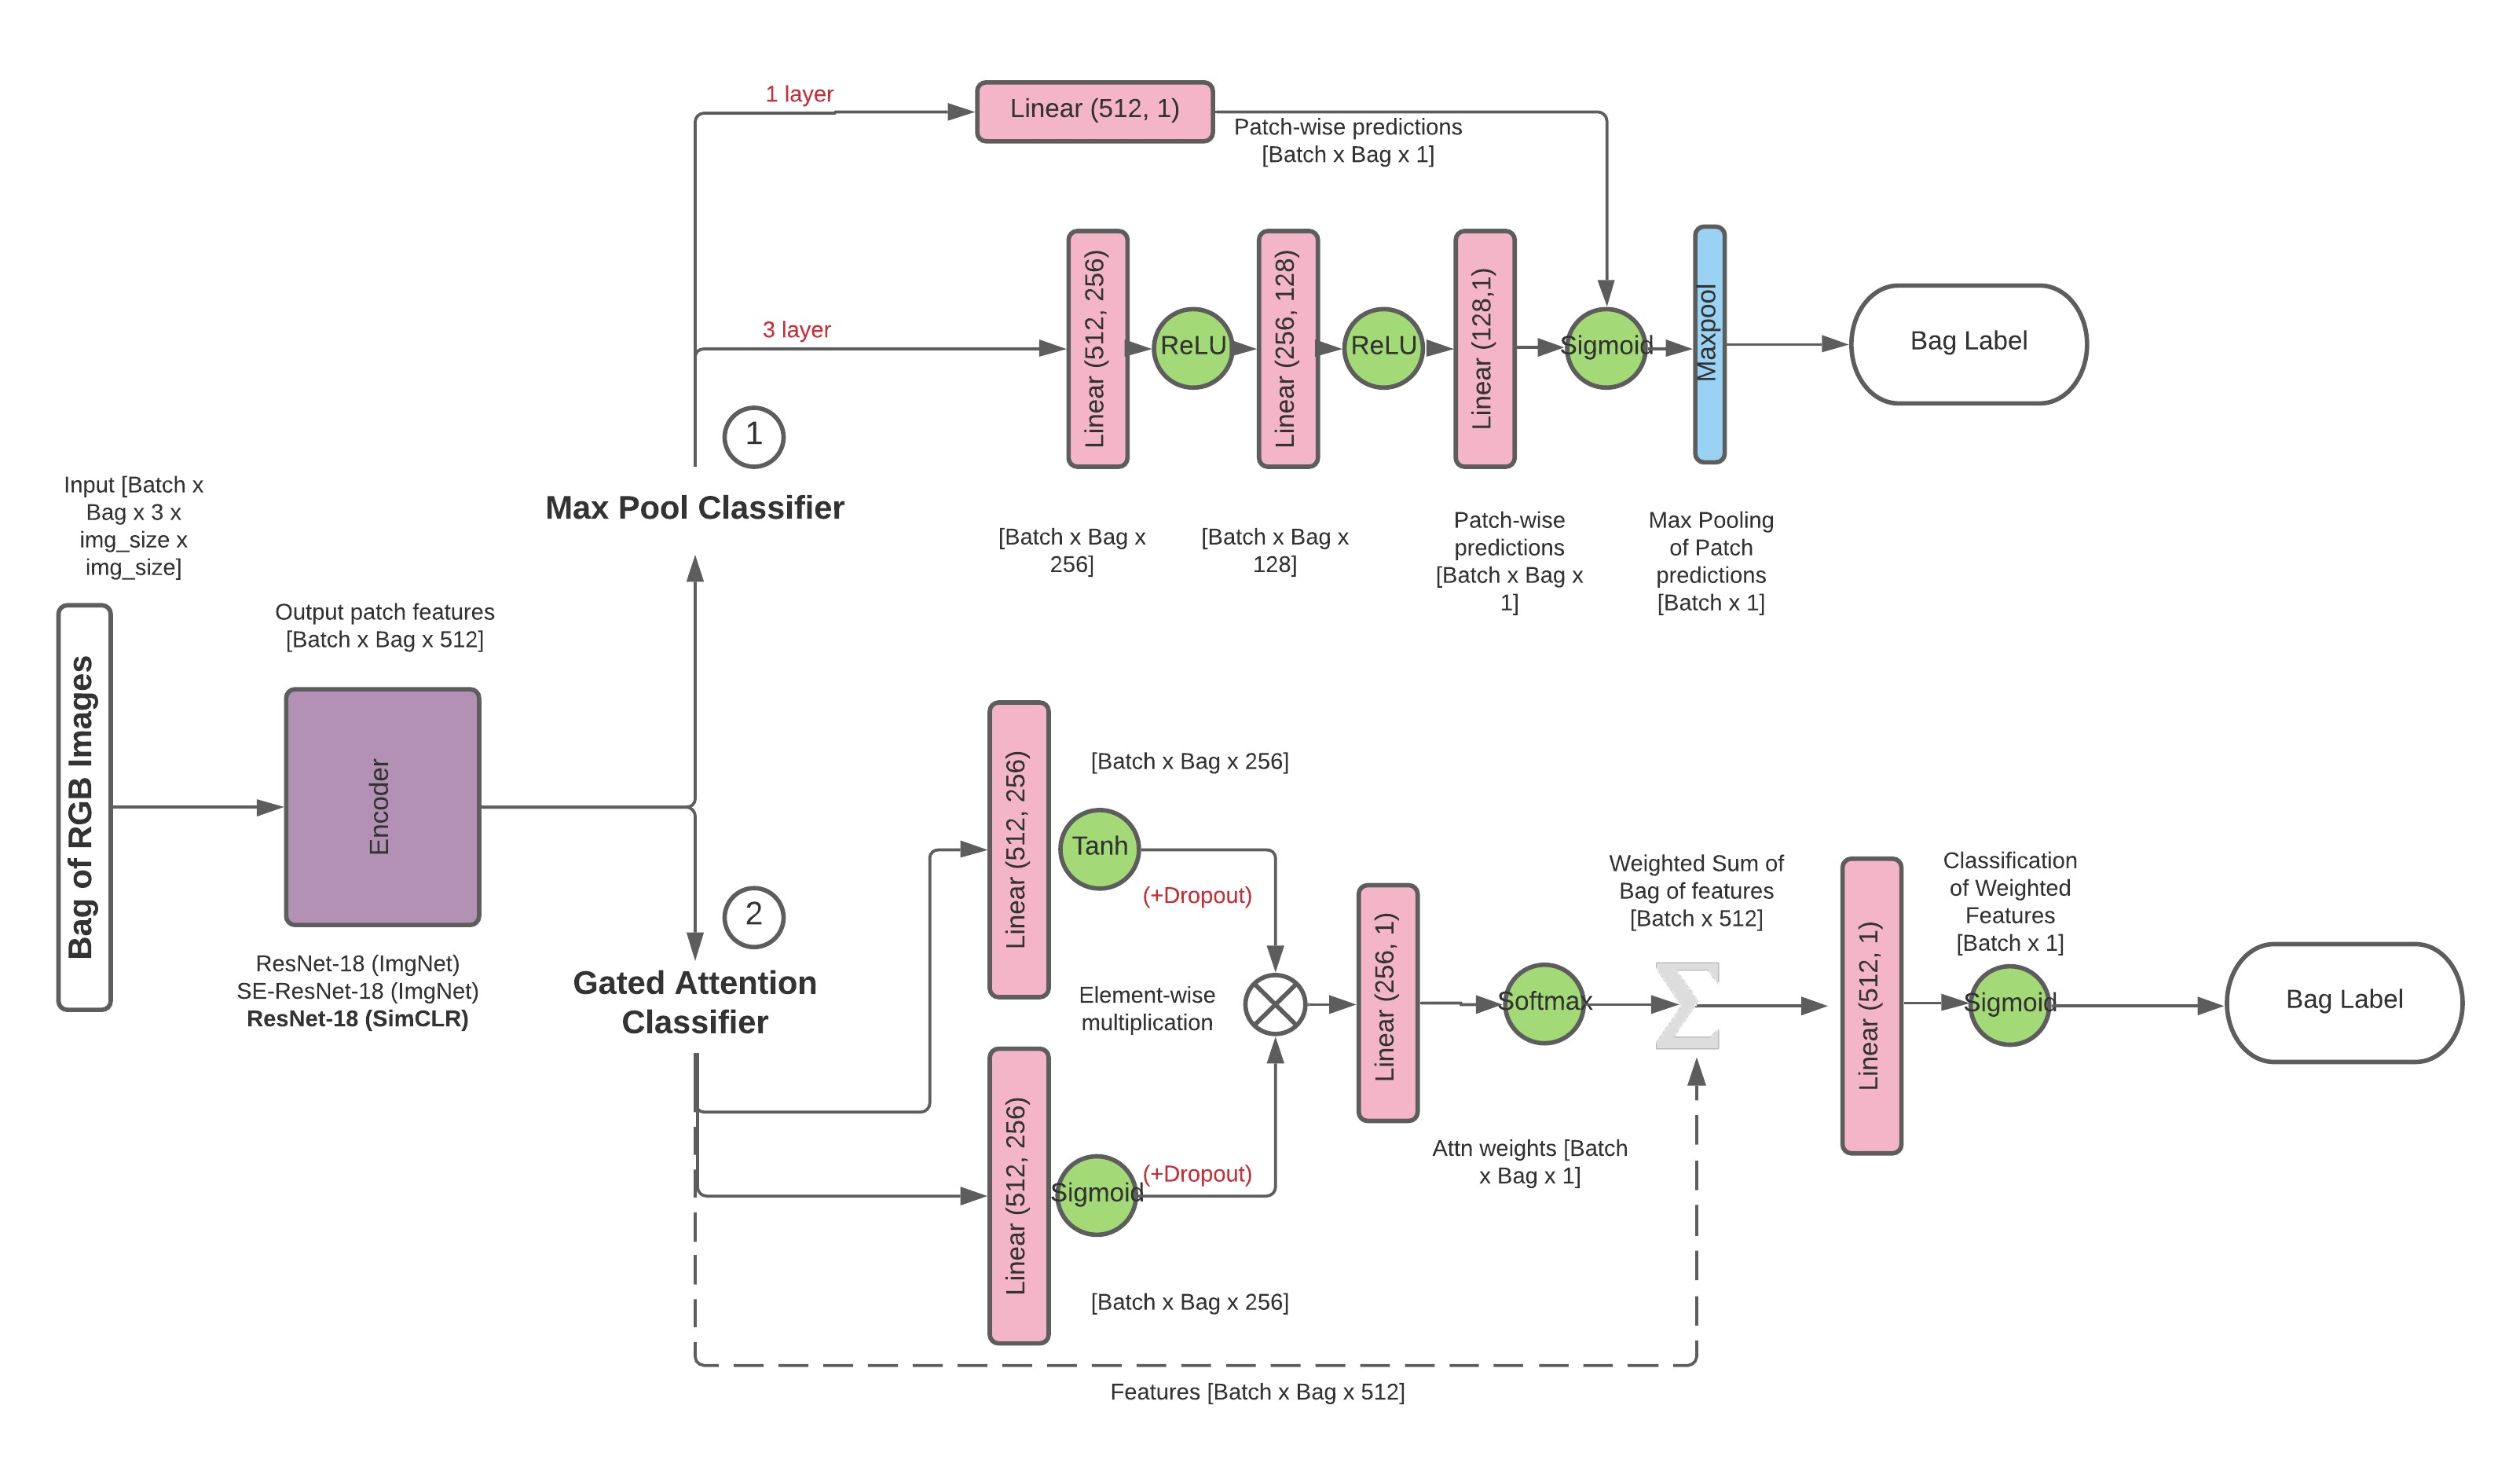 1 layer
Linear (512, 1)
Patch-wise predictions
[Batch x Bag x 1]
3 layer
Linear (512, 256)
ReLU
Linear (256, 128)
ReLU
Linear (128,1)
Sigmoid
Maxpool
Bag Label
1
Max Pool Classifier
[Batch x Bag x
256]
[Batch x Bag x
128]
Patch-wise
predictions
[Batch x Bag x
1]
Max Pooling
of Patch
predictions
[Batch x 1]
Input [Batch x
Bag x 3 x
img_size x
img_size]
Bag of RGB Images
Output patch features
[Batch x Bag x 512]
Encoder
ResNet-18 (ImgNet)
SE-ResNet-18 (ImgNet)
ResNet-18 (SimCLR)
2
Gated Attention
Classifier
Linear (512, 256)
[Batch x Bag x 256]
Tanh
(+Dropout)
Element-wise
multiplication
Linear (512, 256)
Sigmoid
(+Dropout)
[Batch x Bag x 256]
Linear (256, 1)
Softmax
Attn weights [Batch
x Bag x 1]
Weighted Sum of
Bag of features
[Batch x 512]
Σ
Linear (512, 1)
Classification
of Weighted
Features
[Batch x 1]
Sigmoid
Bag Label
Features [Batch x Bag x 512]